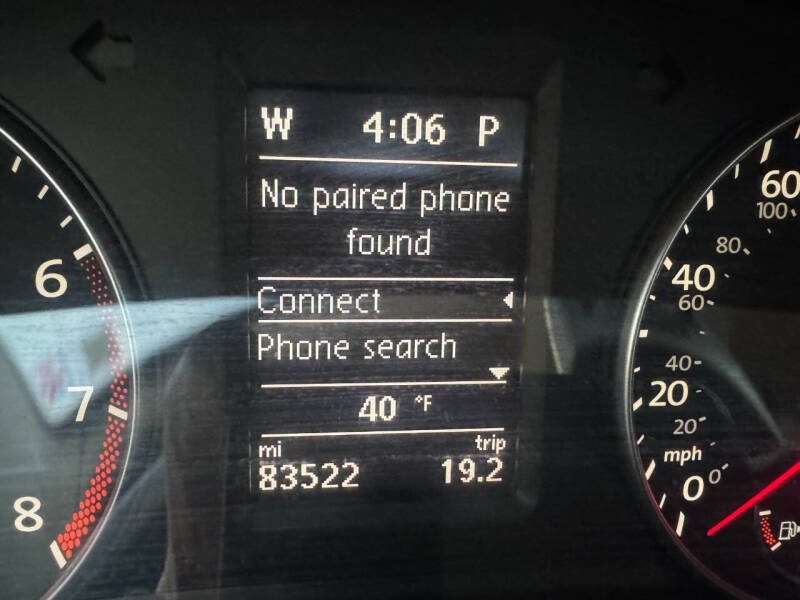 W 4:06 P
No paired phone
found
Connect
Phone search
40 °F
mi trip
83522 19.2
6
7
8
60
100
80
40
60
40
20
20
mph
0 0